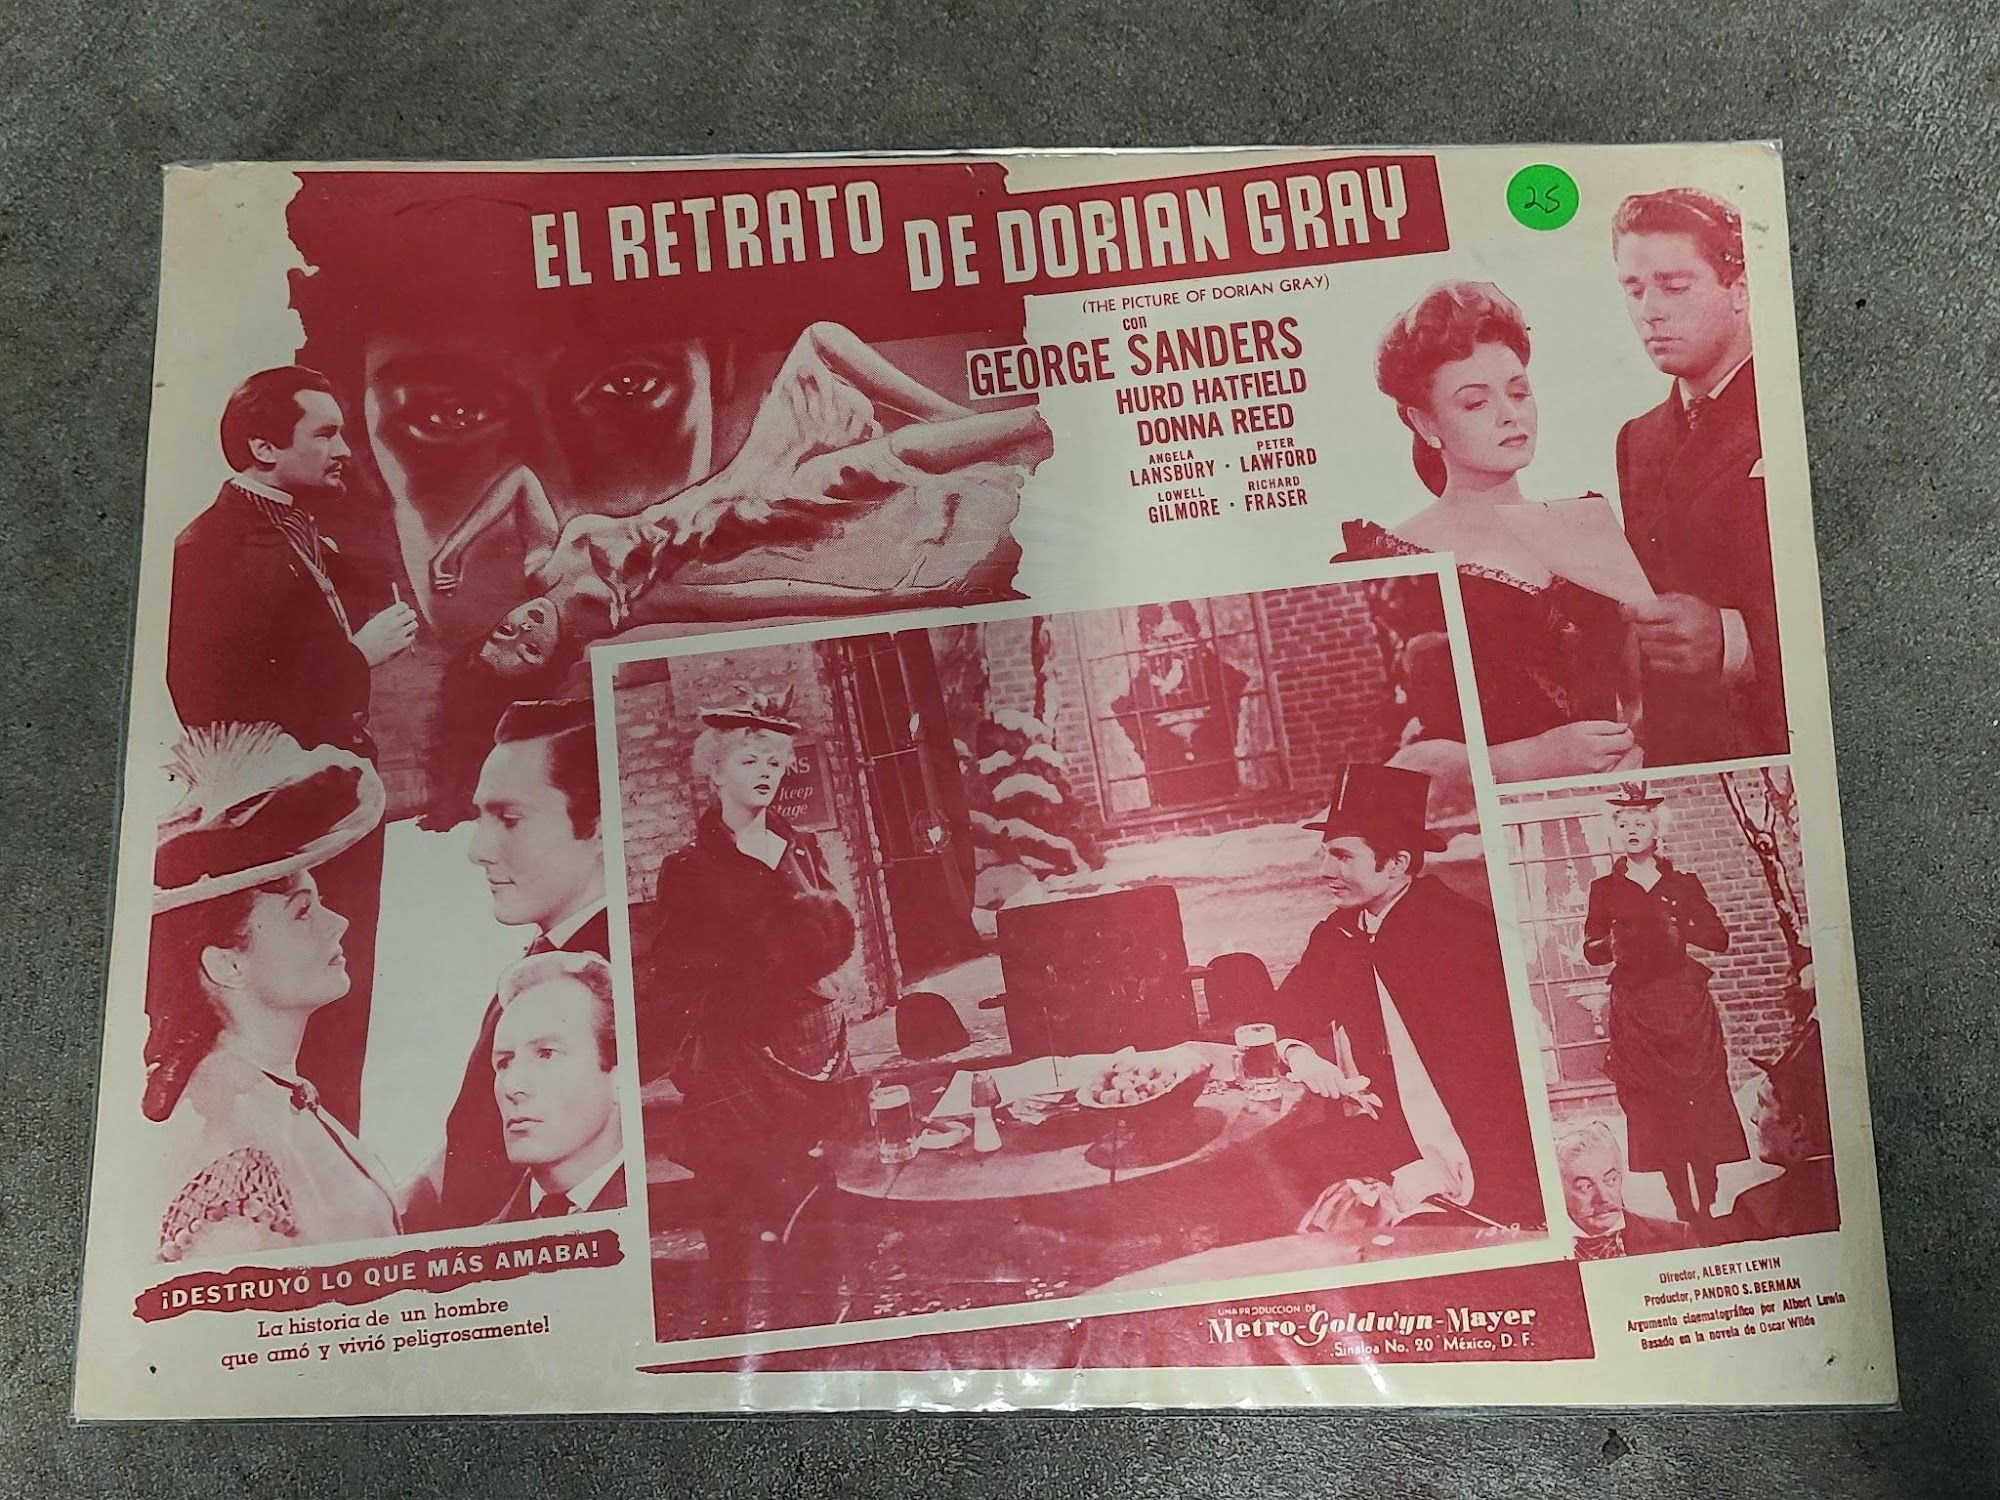 EL RETRATO DE DORIAN GRAY
25
(THE PICTURE OF DORIAN GRAY)
con
GEORGE SANDERS
HURD HATFIELD
DONNA REED
ANGELA LANSBURY · PETER LAWFORD
LOWELL GILMORE · RICHARD FRASER
NS
Keep
tage
¡DESTRUYÓ LO QUE MÁS AMABA!
La historia de un hombre
que amó y vivió peligrosamente!
UNA PRODUCCION DE
Metro-Goldwyn-Mayer
Sinaloa No. 20 México, D. F.
Director, ALBERT LEWIN
Productor, PANDRO S. BERMAN
Argumento cinematográfico por Albert Lewin
Basado en la novela de Oscar Wilde